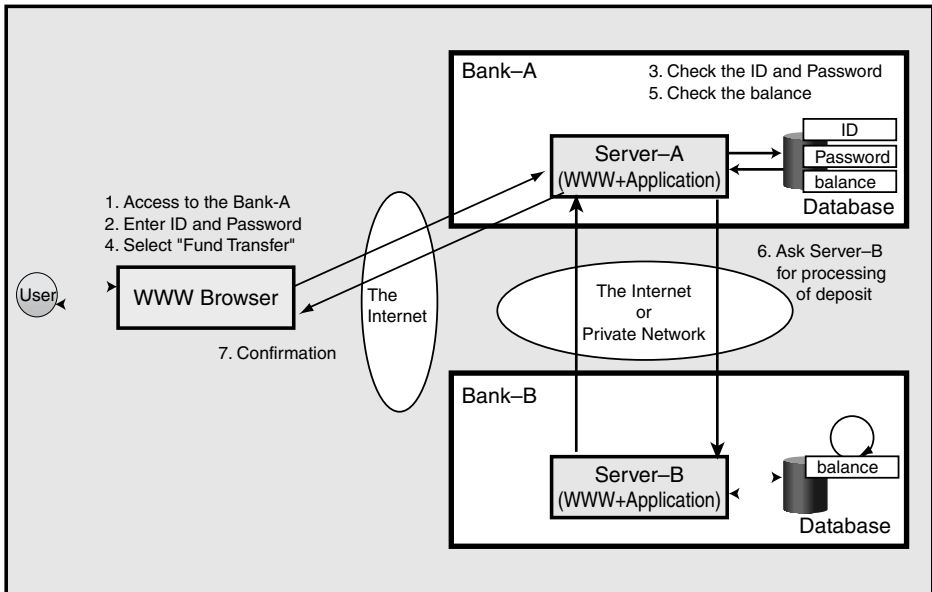 Bank–A
3. Check the ID and Password
5. Check the balance
ID
Password
balance
Database
Server–A
(WWW+Application)
1. Access to the Bank-A
2. Enter ID and Password
4. Select "Fund Transfer"
User
WWW Browser
The
Internet
7. Confirmation
6. Ask Server–B
for processing
of deposit
The Internet
or
Private Network
Bank–B
Server–B
(WWW+Application)
balance
Database